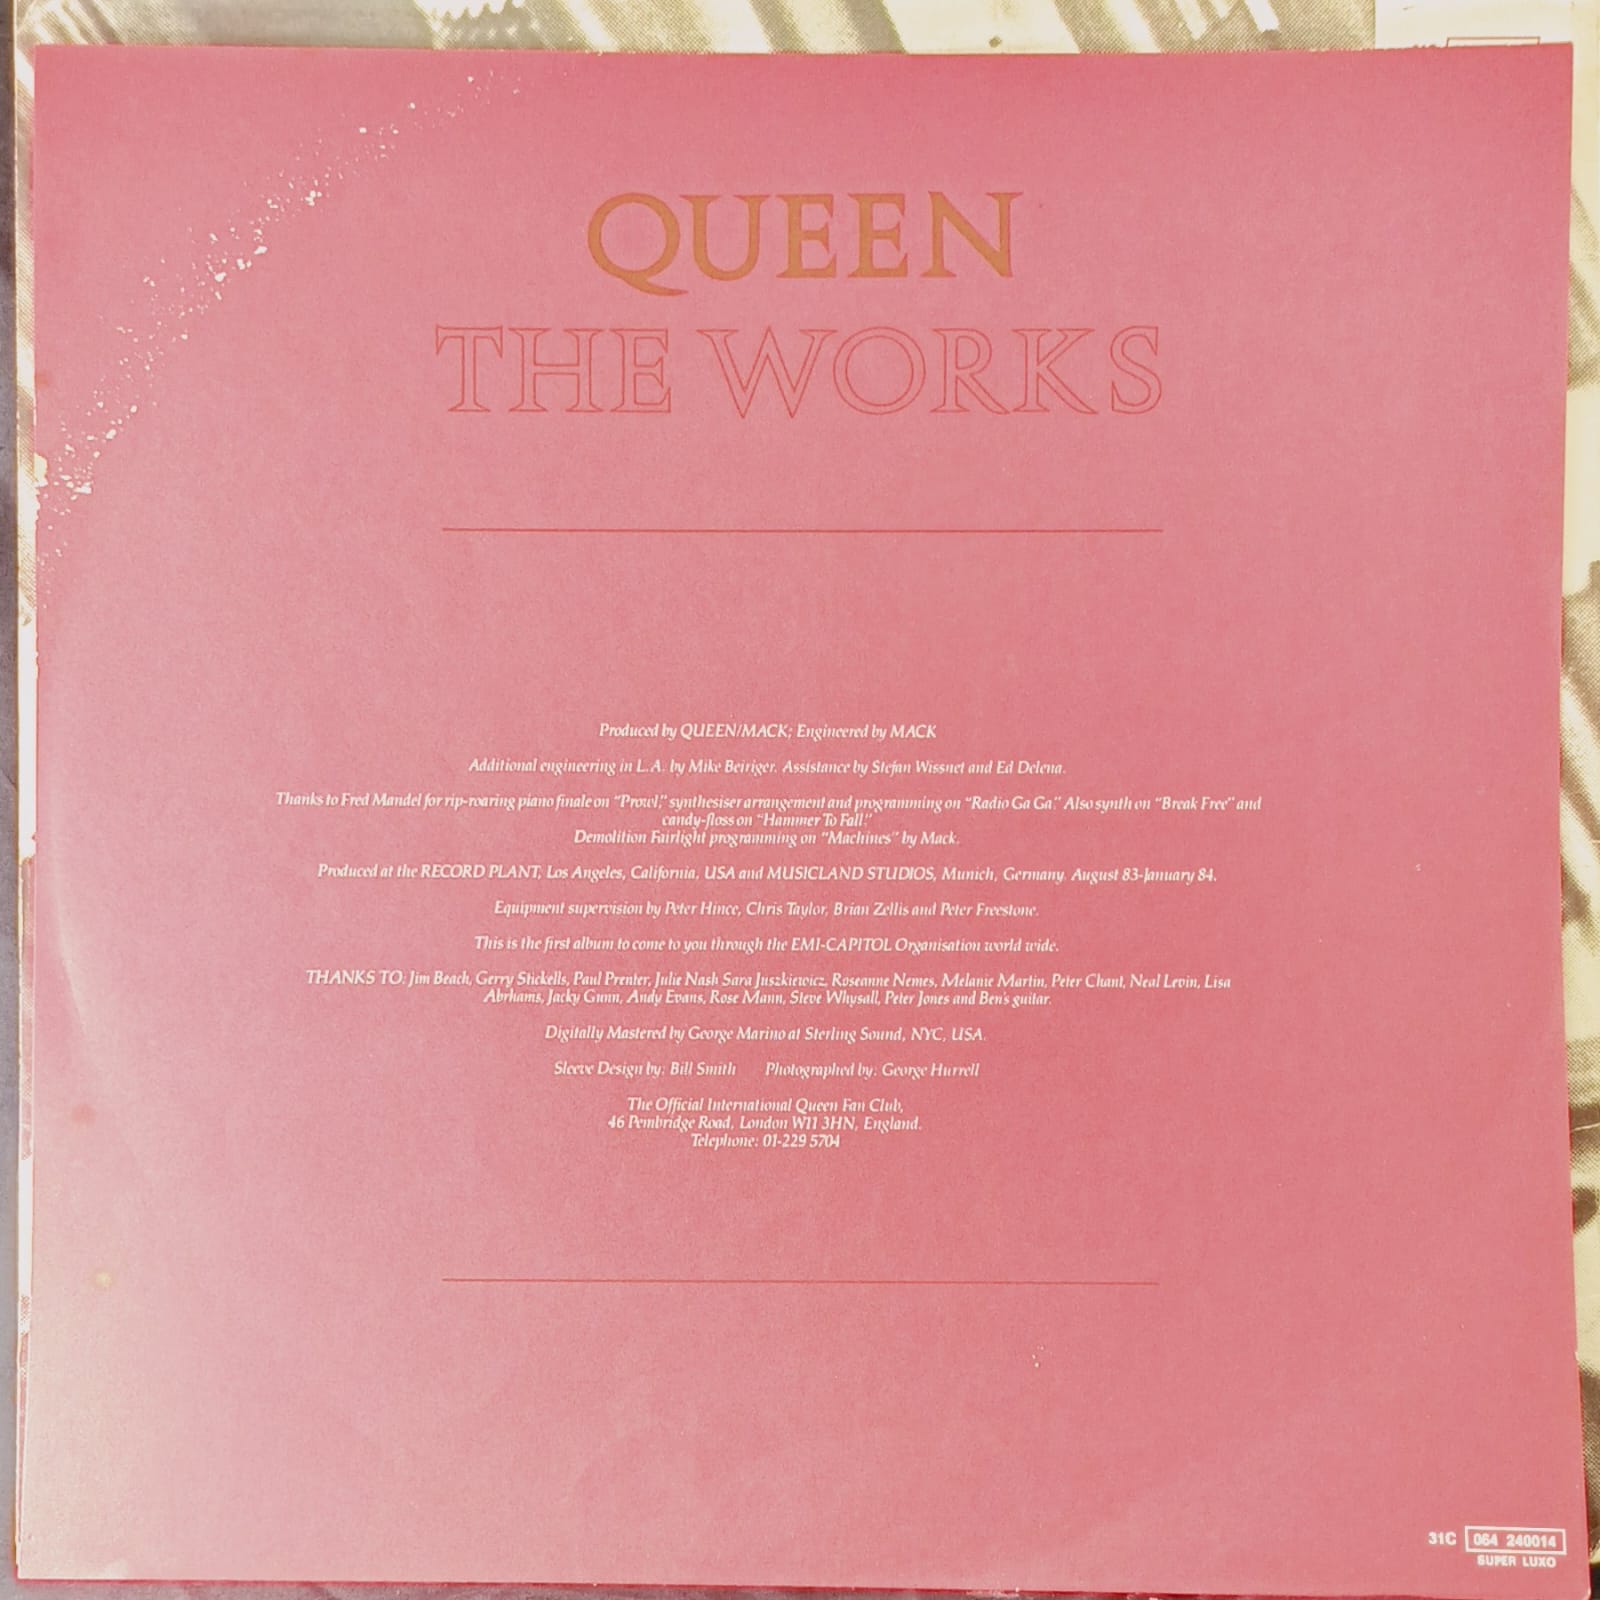 QUEEN
THE WORKS
Produced by QUEEN/MACK; Engineered by MACK
Additional engineering in L.A. by Mike Beiriger. Assistance by Stefan Wissnet and Ed Delena.
Thanks to Fred Mandel for rip-roaring piano finale on "Prowl," synthesiser arrangement and programming on "Radio Ga Ga." Also synth on "Break Free" and
candy-floss on "Hammer To Fall."
Demolition Fairlight programming on "Machines" by Mack.
Produced at the RECORD PLANT, Los Angeles, California, USA and MUSICLAND STUDIOS, Munich, Germany. August 83-January 84.
Equipment supervision by Peter Hince, Chris Taylor, Brian Zellis and Peter Freestone.
This is the first album to come to you through the EMI-CAPITOL Organisation world wide.
THANKS TO: Jim Beach, Gerry Stickells, Paul Prenter, Julie Nash Sara Juszkiewicz, Roseanne Nemes, Melanie Martin, Peter Chant, Neal Levin, Lisa
Abrhams, Jacky Gunn, Andy Evans, Rose Mann, Steve Whysall, Peter Jones and Ben's guitar.
Digitally Mastered by George Marino at Sterling Sound, NYC, USA.
Sleeve Design by: Bill Smith Photographed by: George Hurrell
The Official International Queen Fan Club,
46 Pembridge Road, London W11 3HN, England.
Telephone: 01-229 5704
31C 064 240014
SUPER LUXO